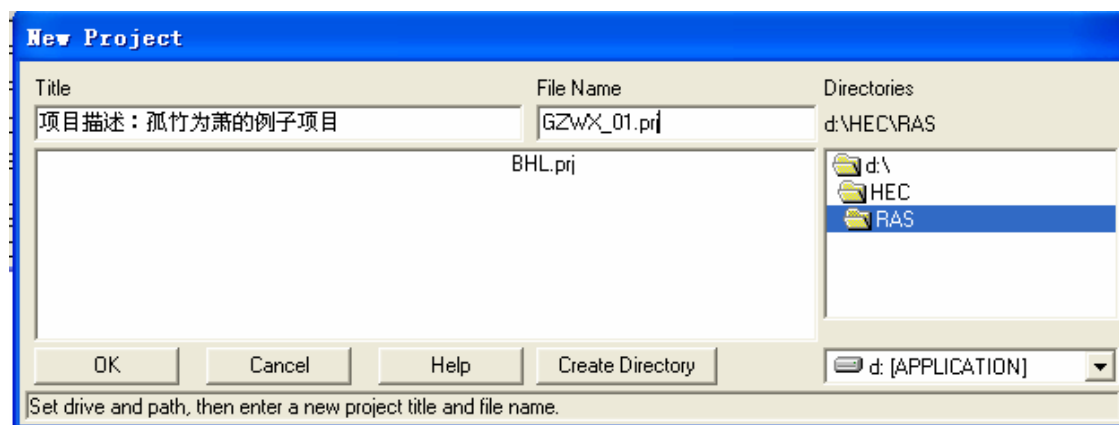 New Project
Title
File Name
Directories
项目描述：孤竹为萧的例子项目
GZWX_01.prj
d:\HEC\RAS
BHL.prj
d:\
HEC
RAS
OK
Cancel
Help
Create Directory
d: [APPLICATION]
Set drive and path, then enter a new project title and file name.